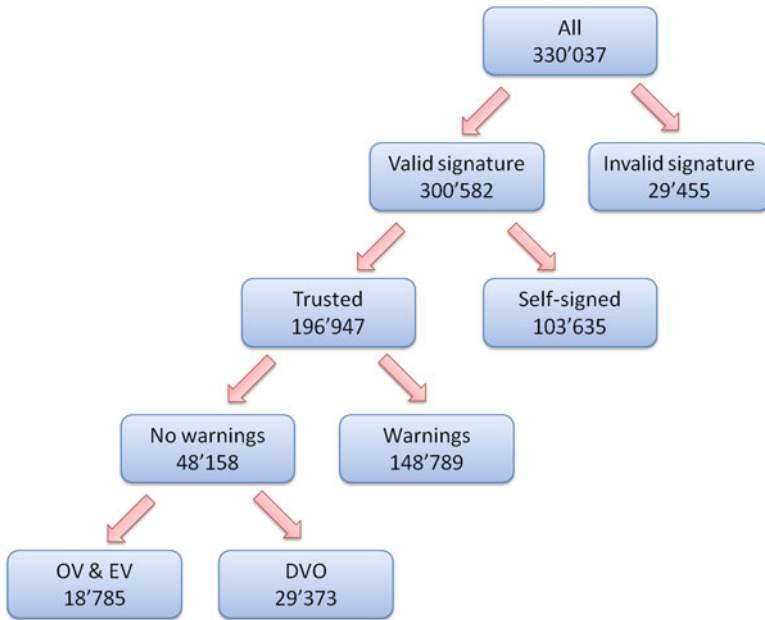 All
330’037
Valid signature
300’582
Invalid signature
29’455
Trusted
196’947
Self-signed
103’635
No warnings
48’158
Warnings
148’789
OV & EV
18’785
DVO
29’373